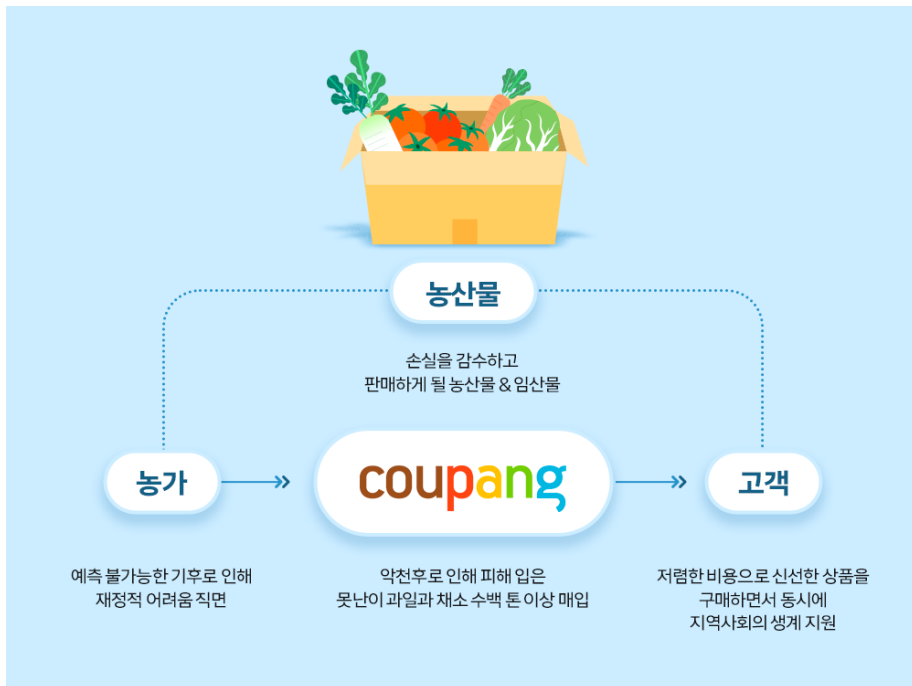 농산물
손실을 감수하고
판매하게 될 농산물 & 임산물
농가
coupang
고객
예측 불가능한 기후로 인해
재정적 어려움 직면
악천후로 인해 피해 입은
못난이 과일과 채소 수백 톤 이상 매입
저렴한 비용으로 신선한 상품을
구매하면서 동시에
지역사회의 생계 지원